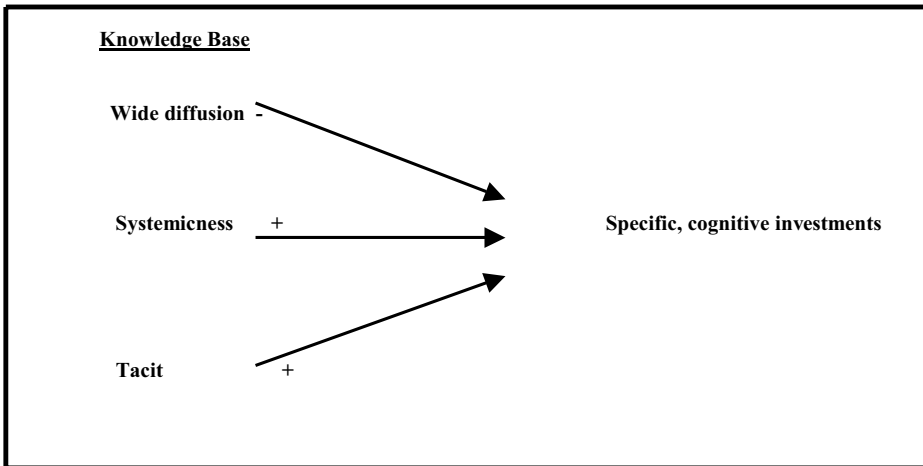 Knowledge Base
Wide diffusion -
Systemicness +
Specific, cognitive investments
Tacit +